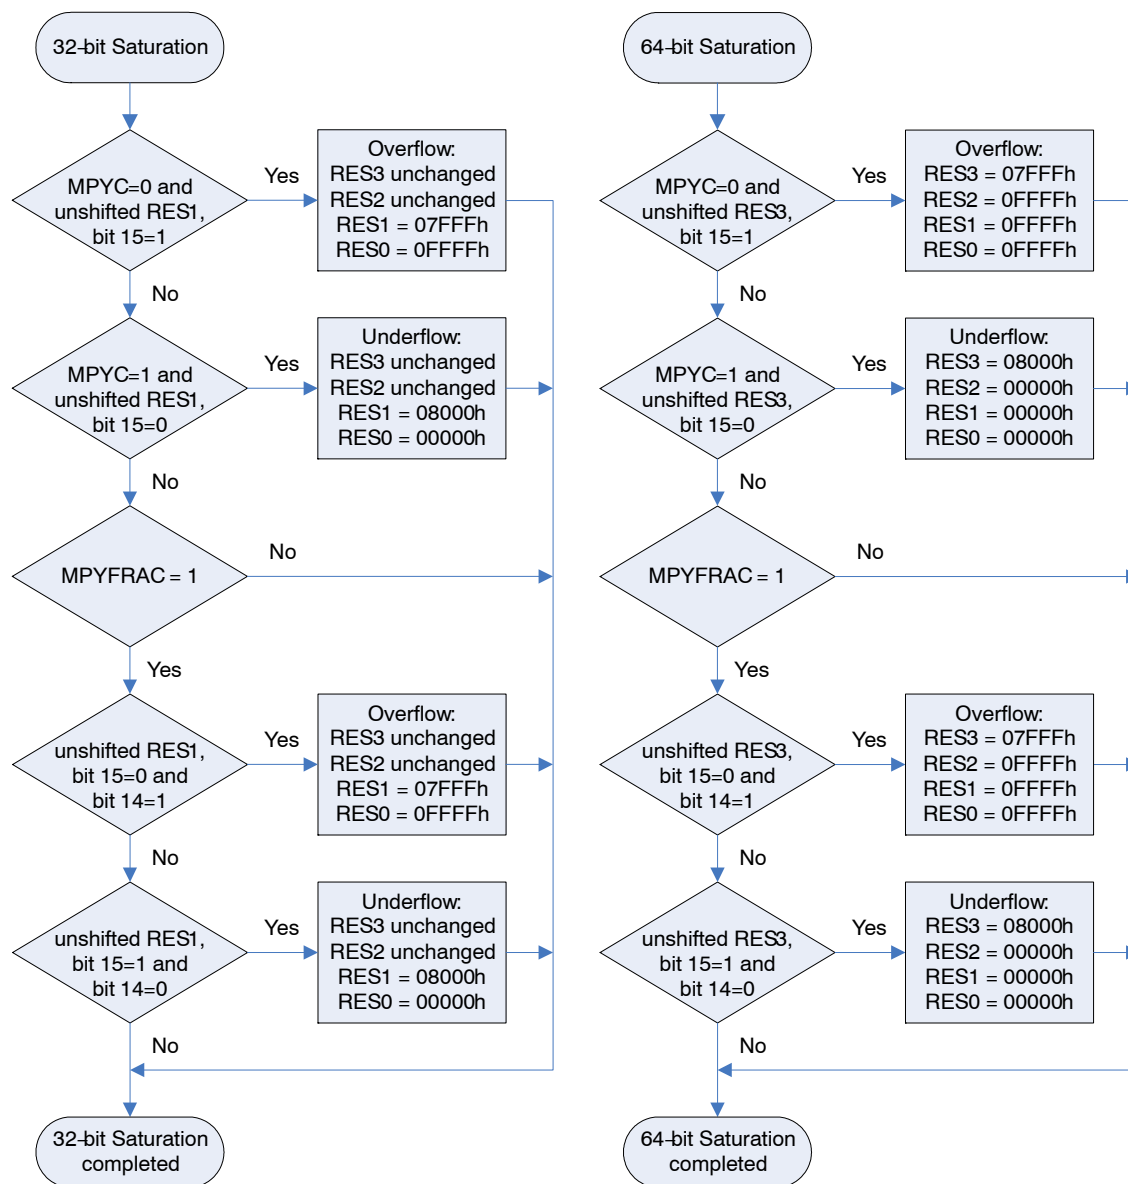 32-bit Saturation
MPYC=0 and
unshifted RES1,
bit 15=1
Yes
Overflow:
RES3 unchanged
RES2 unchanged
RES1 = 07FFFh
RES0 = 0FFFFh
No
MPYC=1 and
unshifted RES1,
bit 15=0
Yes
Underflow:
RES3 unchanged
RES2 unchanged
RES1 = 08000h
RES0 = 00000h
No
MPYFRAC = 1
No
Yes
unshifted RES1,
bit 15=0 and
bit 14=1
Yes
Overflow:
RES3 unchanged
RES2 unchanged
RES1 = 07FFFh
RES0 = 0FFFFh
No
unshifted RES1,
bit 15=1 and
bit 14=0
Yes
Underflow:
RES3 unchanged
RES2 unchanged
RES1 = 08000h
RES0 = 00000h
No
32-bit Saturation
completed
64-bit Saturation
MPYC=0 and
unshifted RES3,
bit 15=1
Yes
Overflow:
RES3 = 07FFFh
RES2 = 0FFFFh
RES1 = 0FFFFh
RES0 = 0FFFFh
No
MPYC=1 and
unshifted RES3,
bit 15=0
Yes
Underflow:
RES3 = 08000h
RES2 = 00000h
RES1 = 00000h
RES0 = 00000h
No
MPYFRAC = 1
No
Yes
unshifted RES3,
bit 15=0 and
bit 14=1
Yes
Overflow:
RES3 = 07FFFh
RES2 = 0FFFFh
RES1 = 0FFFFh
RES0 = 0FFFFh
No
unshifted RES3,
bit 15=1 and
bit 14=0
Yes
Underflow:
RES3 = 08000h
RES2 = 00000h
RES1 = 00000h
RES0 = 00000h
No
64-bit Saturation
completed